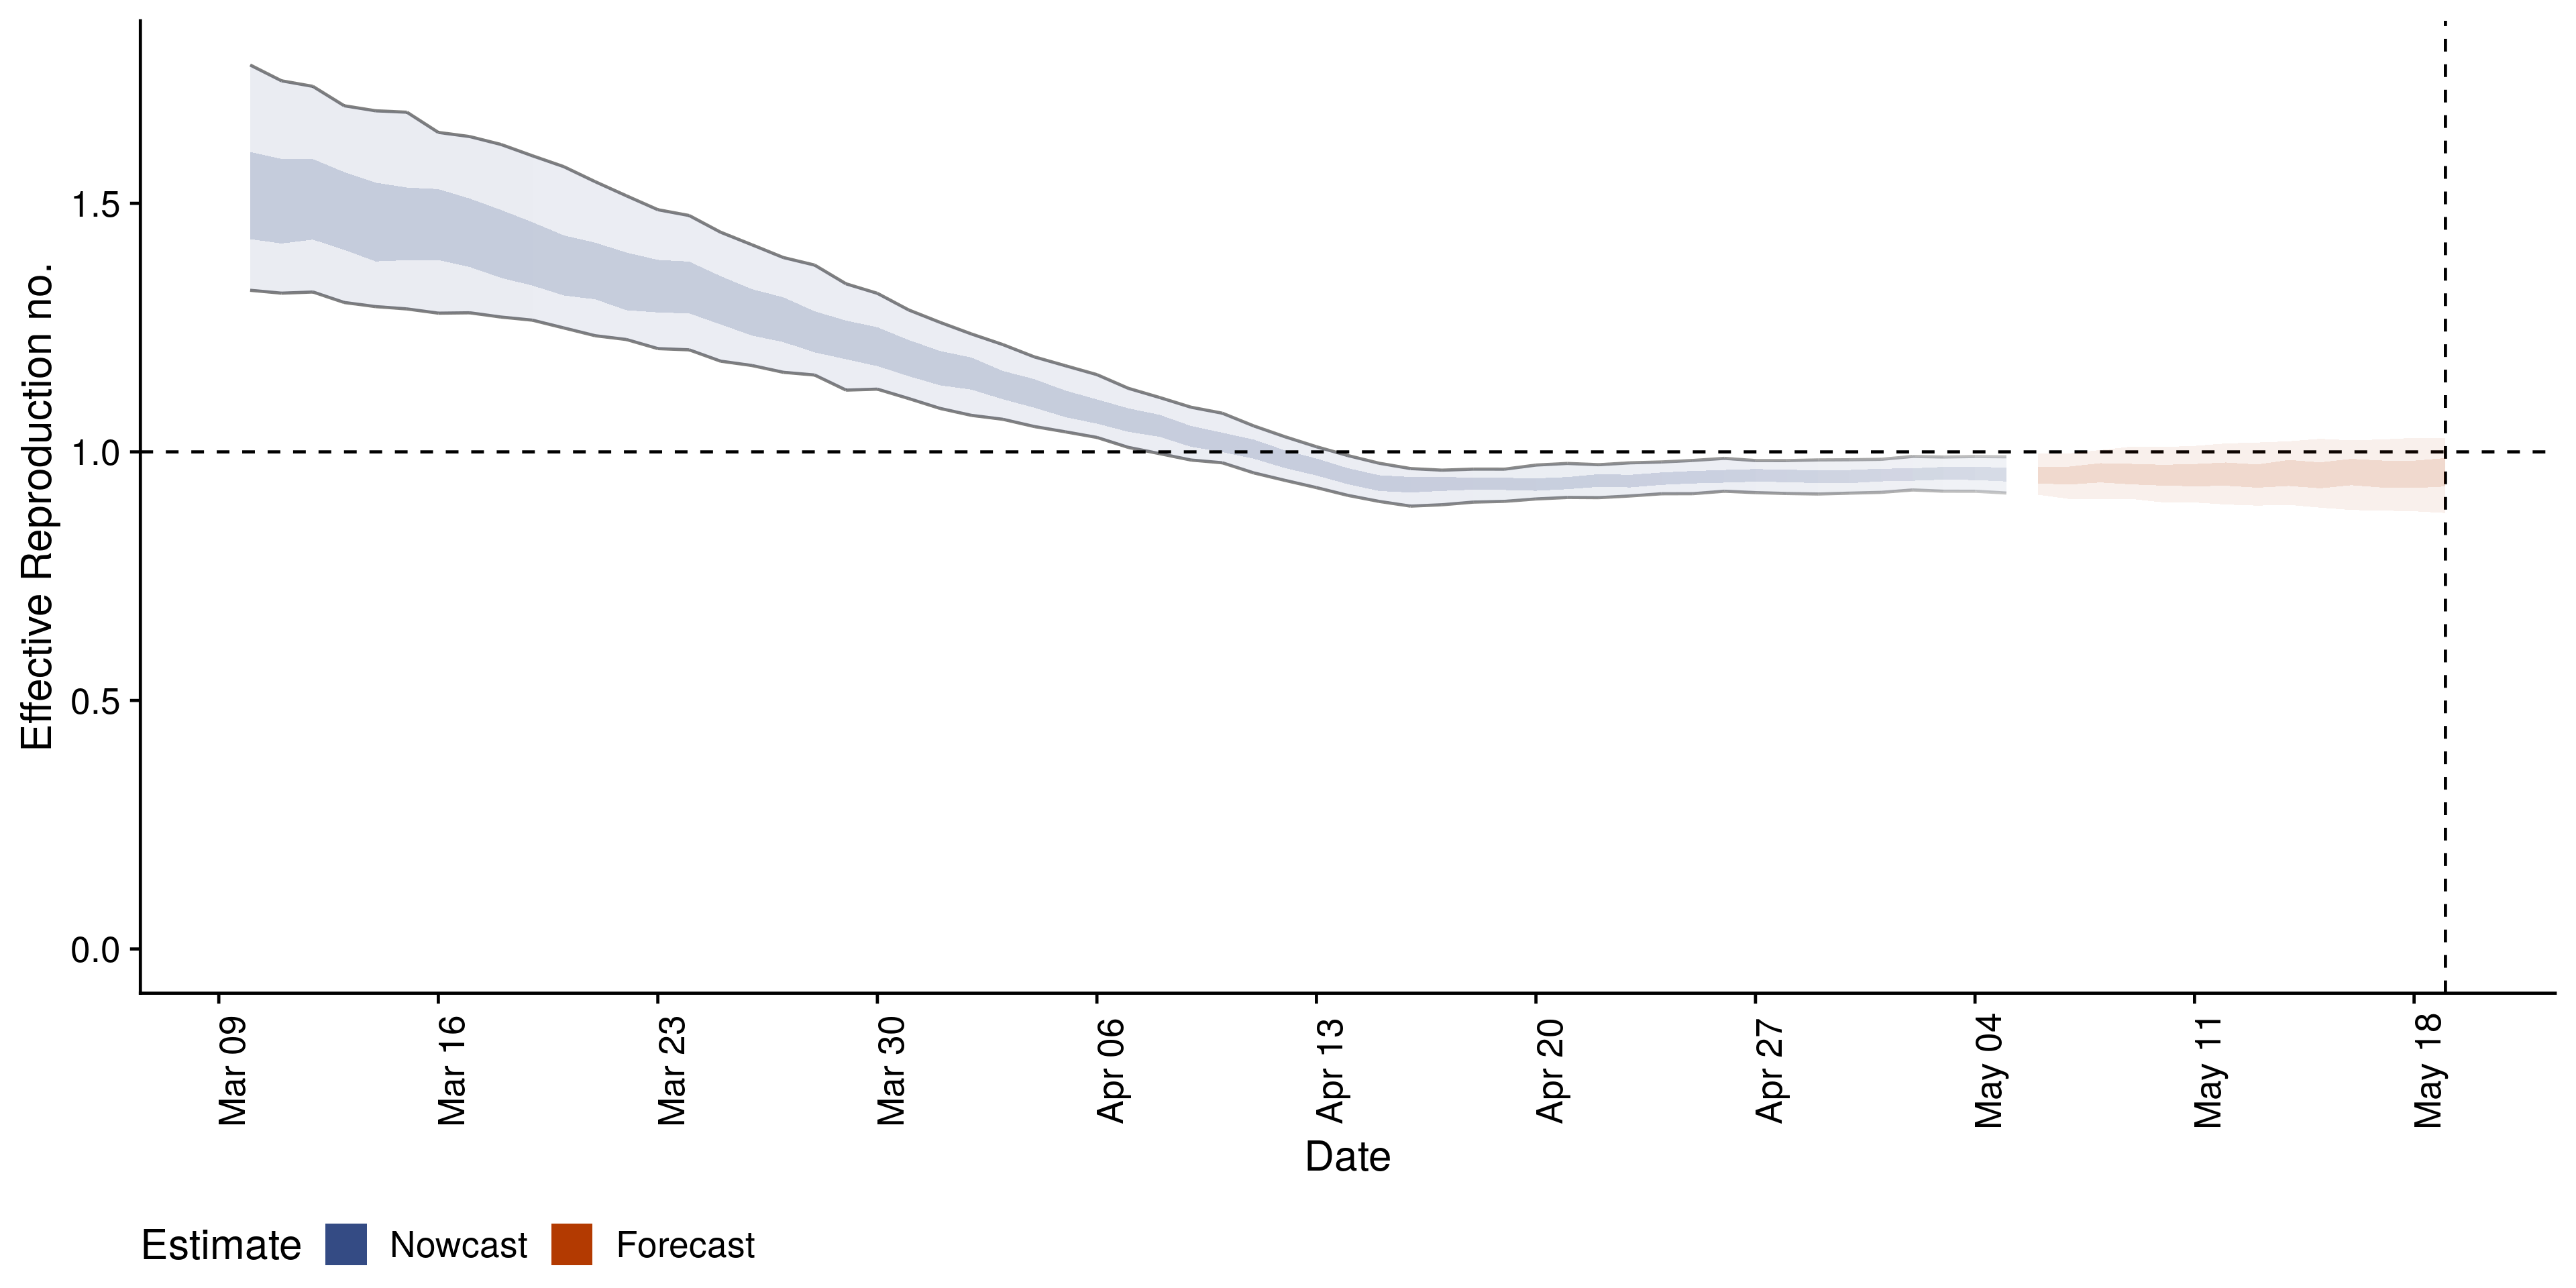 Effective Reproduction no.
1.5
1.0
0.5
0.0
Mar 09
Mar 16
Mar 23
Mar 30
Apr 06
Apr 13
Apr 20
Apr 27
May 04
May 11
May 18
Date
Estimate Nowcast Forecast